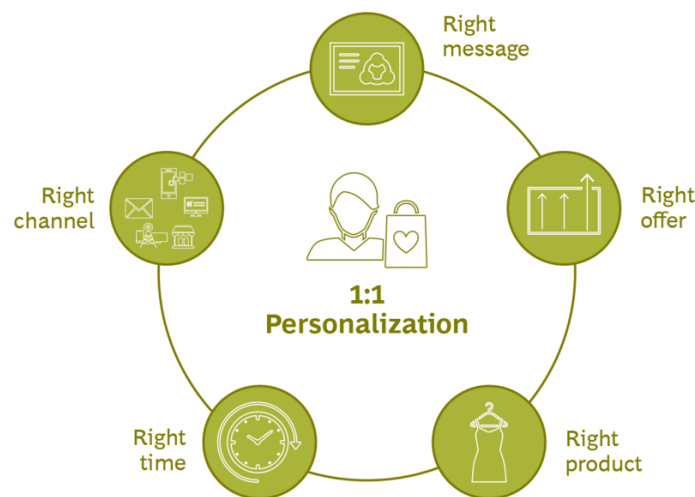 Right
message
Right
channel
Right
offer
1:1
Personalization
Right
time
Right
product